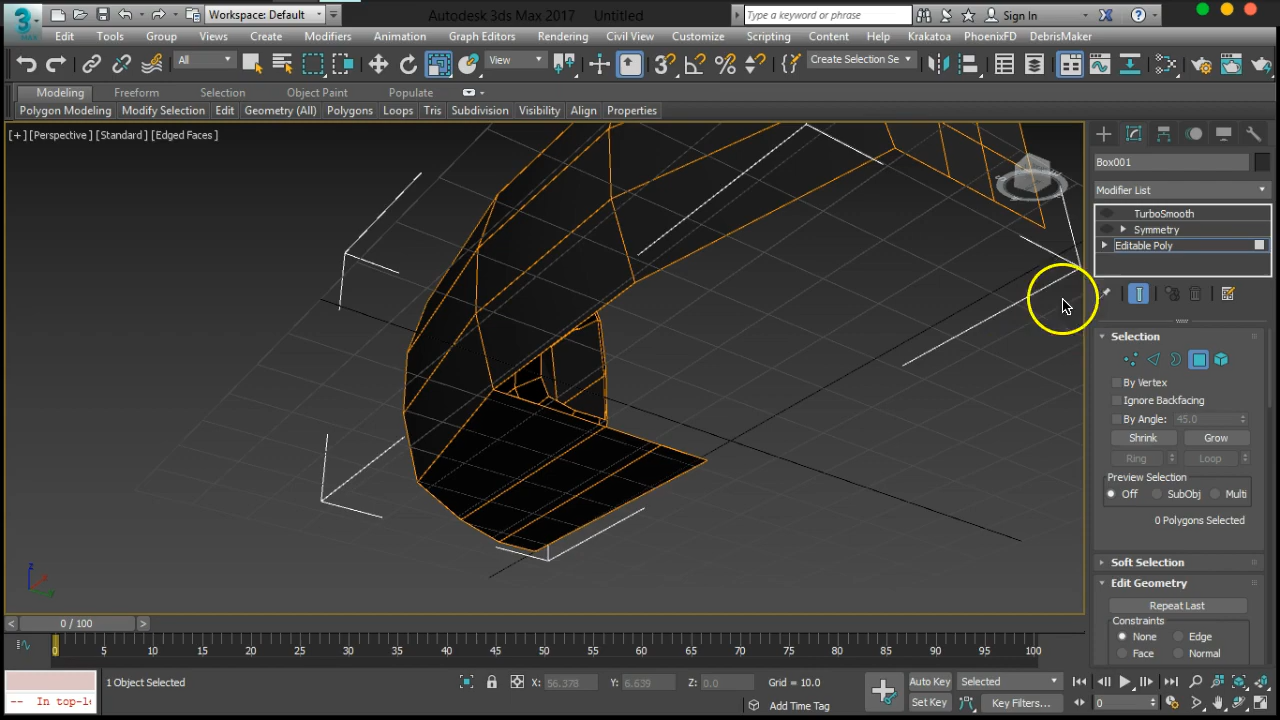 3
MAX
Workspace: Default
Autodesk 3ds Max 2017 Untitled
Type a keyword or phrase
Sign In
Edit Tools Group Views Create Modifiers Animation Graph Editors Rendering Civil View Customize Scripting Content Help Krakatoa PhoenixFD DebrisMaker
All
View
Create Selection Se
Modeling Freeform Selection Object Paint Populate
Polygon Modeling Modify Selection Edit Geometry (All) Polygons Loops Tris Subdivision Visibility Align Properties
[+] [Perspective] [Standard] [Edged Faces]
Box001
Modifier List
TurboSmooth
Symmetry
Editable Poly
Selection
By Vertex
Ignore Backfacing
By Angle: 45.0
Shrink Grow
Ring Loop
Preview Selection
Off SubObj Multi
0 Polygons Selected
Soft Selection
Edit Geometry
Repeat Last
Constraints
None Edge
Face Normal
z
< 0 / 100 >
0 5 10 15 20 25 30 35 40 45 50 55 60 65 70 75 80 85 90 95 100
1 Object Selected
X: 56.378 Y: 6.639 Z: 0.0 Grid = 10.0
Auto Key Selected
-- In top-le
Add Time Tag
Set Key Key Filters... 0